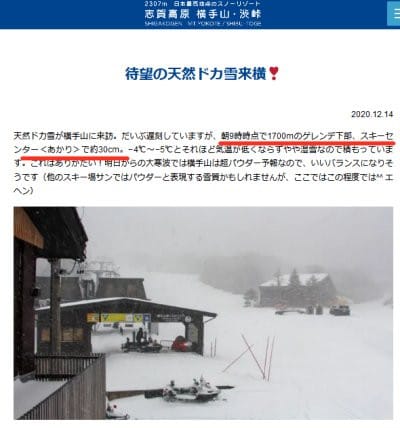 2307m 日本最高地点のスノーリゾート
志賀高原 横手山・渋峠
SHIGAKOGEN MT.YOKOTE / SHIBU-TOGE
待望の天然ドカ雪来横❣
2020.12.14
天然ドカ雪が横手山に来訪。だいぶ遅刻していますが、朝9時時点で1700mのゲレンデ下部、スキーセ
ンター<あかり>で約30cm。-4℃～-5℃とそれほど気温が低くならずやや湿雪なので積もっていま
す。これはありがたい！明日からの大寒波では横手山は超パウダー予報なので、いいバランスになりそ
うです（他のスキー場サンではパウダーと表現する雪質かもしれませんが、ここではこの程度では^^ エ
ヘン）